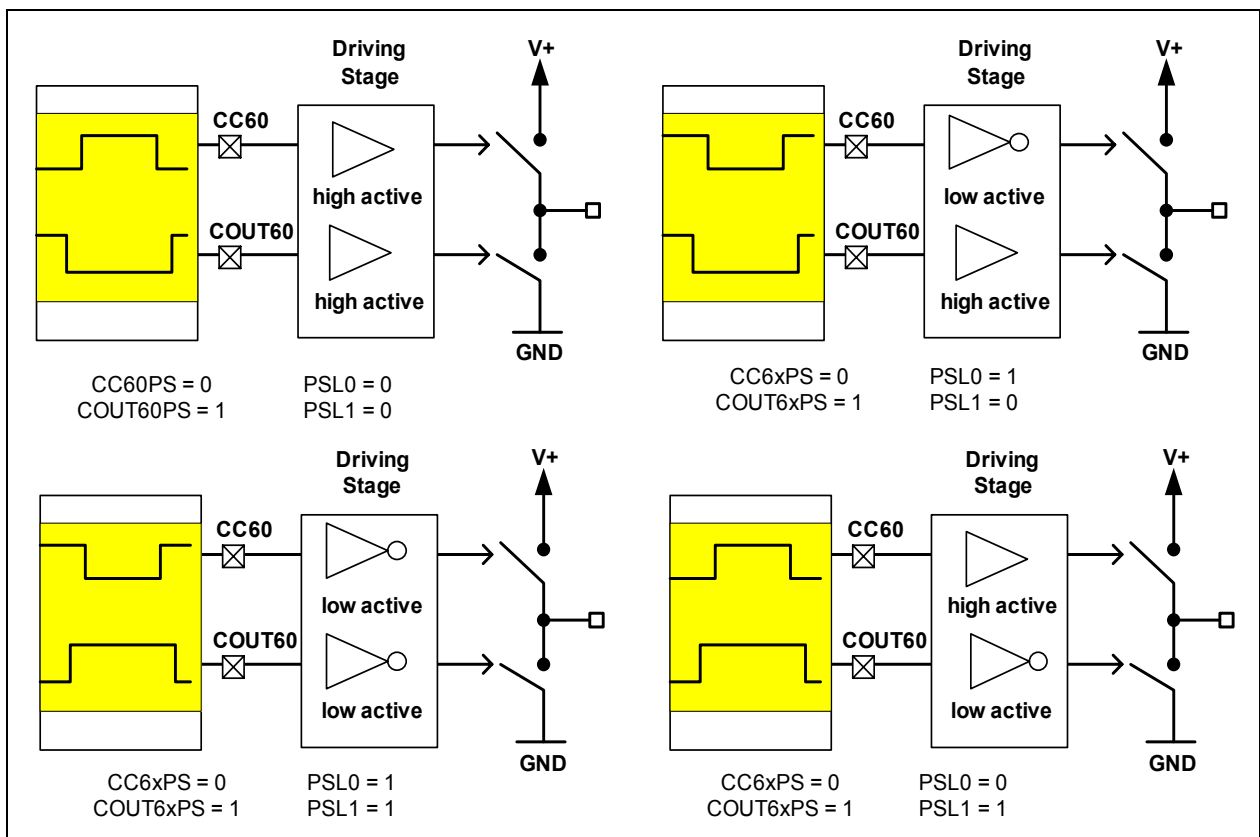 Driving
Stage
V+
CC60
high active
COUT60
high active
GND
CC60PS = 0
COUT60PS = 1
PSL0 = 0
PSL1 = 0
Driving
Stage
V+
CC60
low active
COUT60
high active
GND
CC6xPS = 0
COUT6xPS = 1
PSL0 = 1
PSL1 = 0
Driving
Stage
V+
CC60
low active
COUT60
low active
GND
CC6xPS = 0
COUT6xPS = 1
PSL0 = 1
PSL1 = 1
Driving
Stage
V+
CC60
high active
COUT60
low active
GND
CC6xPS = 0
COUT6xPS = 1
PSL0 = 0
PSL1 = 1